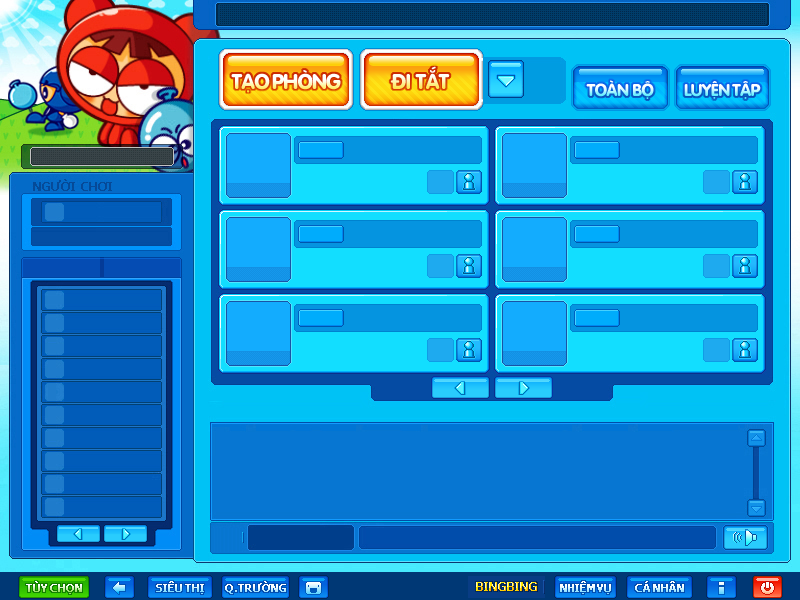 TẠO PHÒNG
ĐI TẮT
TOÀN BỘ
LUYỆN TẬP
NGƯỜI CHƠI
TÙY CHỌN
SIÊU THỊ
Q.TRƯỜNG
BINGBING
NHIỆM VỤ
CÁ NHÂN